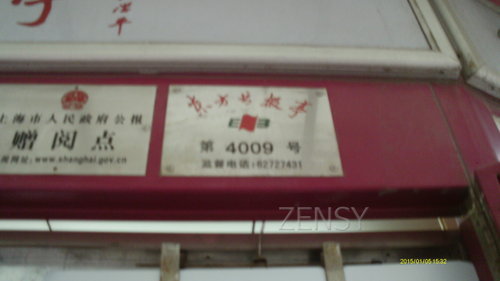 上海市人民政府公报
赠阅点
www.shanghai.gov.cn
东方书报亭
第 4009 号
监督电话:62727431
ZENSY
2015/01/05 15:32